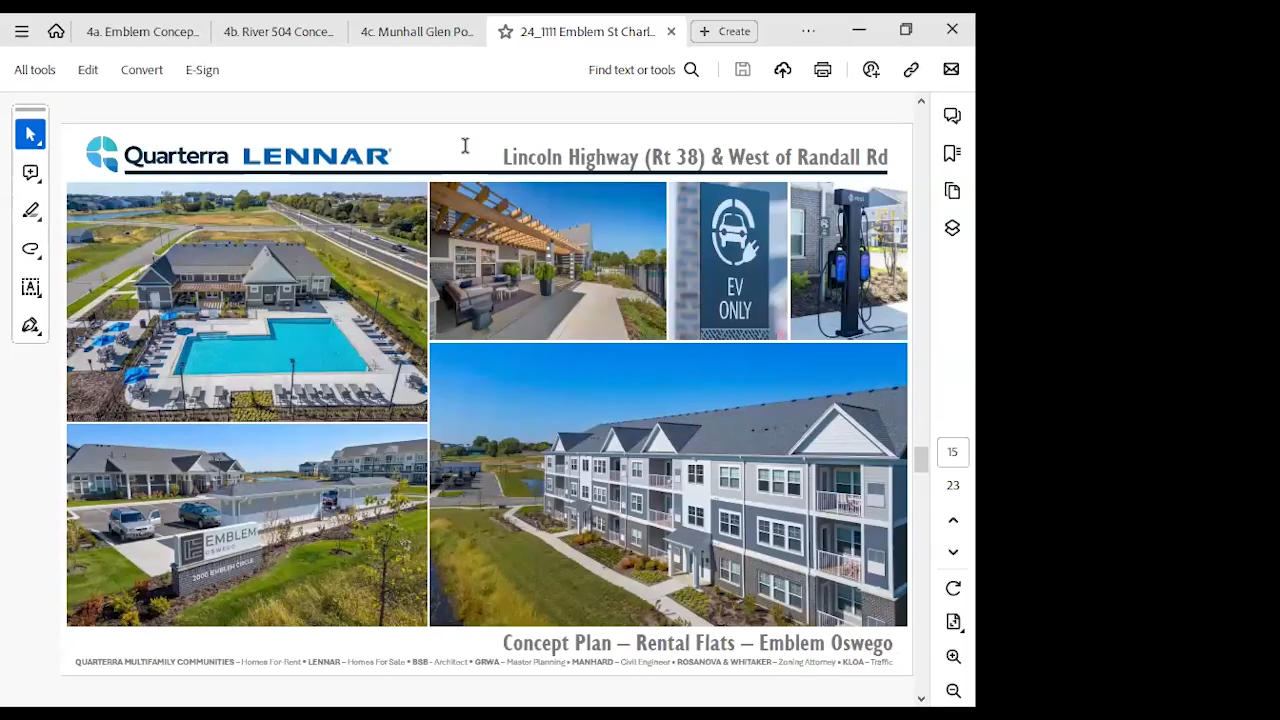 4a. Emblem Concep...
4b. River 504 Conce...
4c. Munhall Glen Po...
24_1111 Emblem St Charl...
Create
All tools
Edit
Convert
E-Sign
Find text or tools
Quarterra
LENNAR
Lincoln Highway (Rt 38) & West of Randall Rd
EV
ONLY
EMBLEM
OSWEGO
2000 EMBLEM CIRCLE
15
23
Concept Plan – Rental Flats – Emblem Oswego
QUARTERRA MULTIFAMILY COMMUNITIES – Homes For Rent • LENNAR – Homes For Sale • BSB - Architect • GRWA – Master Planning • MANHARD – Civil Engineer • ROSANOVA & WHITAKER – Zoning Attorney • KLOA – Traffic